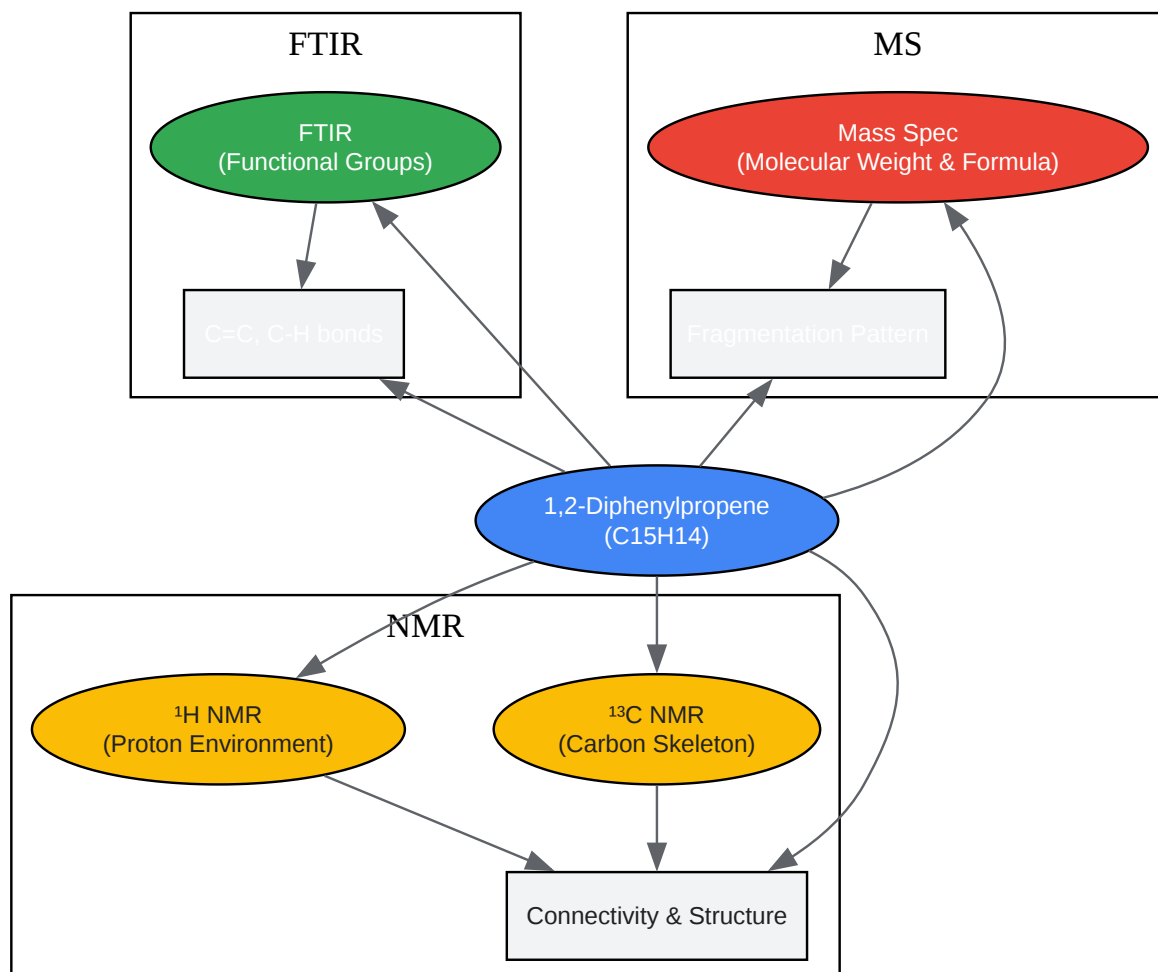 FTIR
MS
FTIR
(Functional Groups)
Mass Spec
(Molecular Weight & Formula)
C=C, C-H bonds
Fragmentation Pattern
1,2-Diphenylpropene
(C15H14)
NMR
¹H NMR
(Proton Environment)
¹³C NMR
(Carbon Skeleton)
Connectivity & Structure